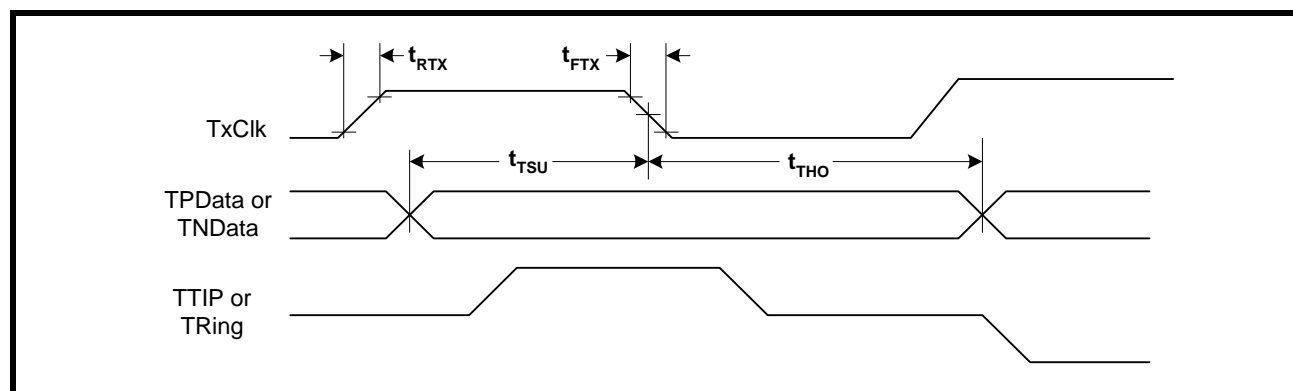 tRTX
tFTX
TxClk
tTSU
tTHO
TPData or
TNData
TTIP or
TRing